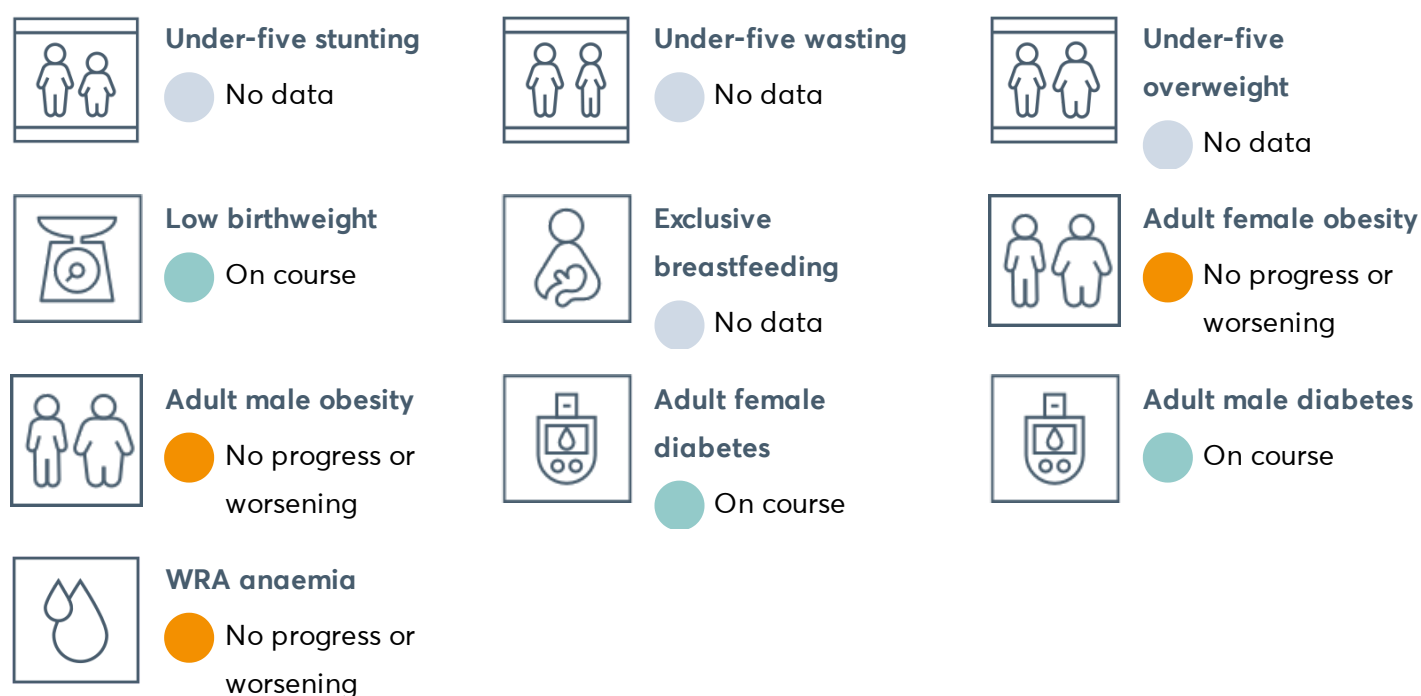 Under-five stunting
No data
Under-five wasting
No data
Under-five
overweight
No data
Low birthweight
On course
Exclusive
breastfeeding
No data
Adult female obesity
No progress or
worsening
Adult male obesity
No progress or
worsening
Adult female
diabetes
On course
Adult male diabetes
On course
WRA anaemia
No progress or
worsening